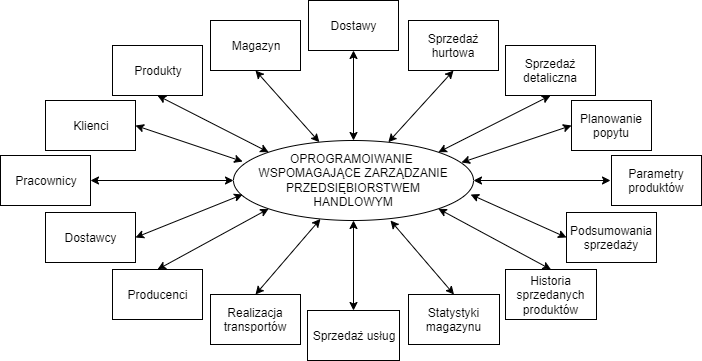 Dostawy
Magazyn
Sprzedaż
hurtowa
Produkty
Sprzedaż
detaliczna
Klienci
Planowanie
popytu
OPROGRAMOIWANIE
WSPOMAGAJĄCE ZARZĄDZANIE
PRZEDSIĘBIORSTWEM
HANDLOWYM
Pracownicy
Parametry
produktów
Dostawcy
Podsumowania
sprzedaży
Producenci
Historia
sprzedanych
produktów
Realizacja
transportów
Statystyki
magazynu
Sprzedaż usług